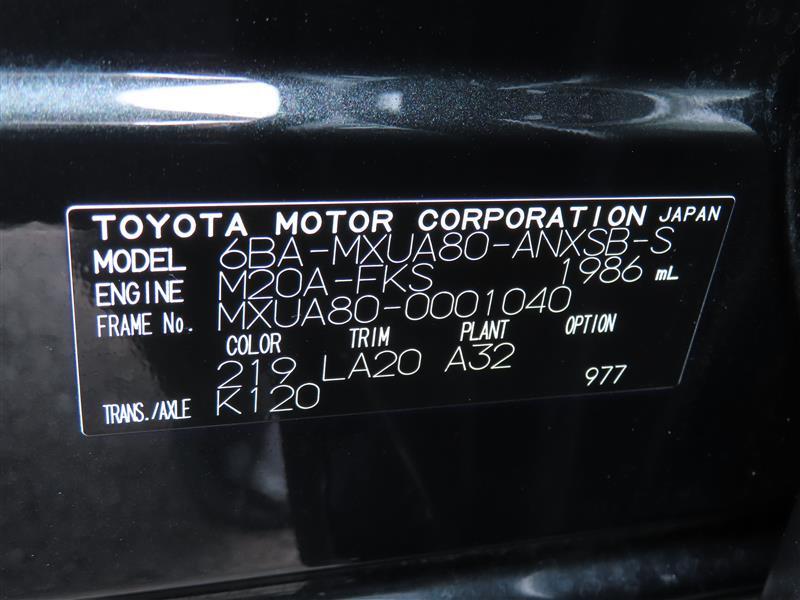 TOYOTA MOTOR CORPORATION JAPAN
MODEL 6BA-MXUA80-ANXSB-S
ENGINE M20A-FKS 1986 mL
FRAME No. MXUA80-0001040
COLOR TRIM PLANT OPTION
219 LA20 A32 977
TRANS./AXLE K120